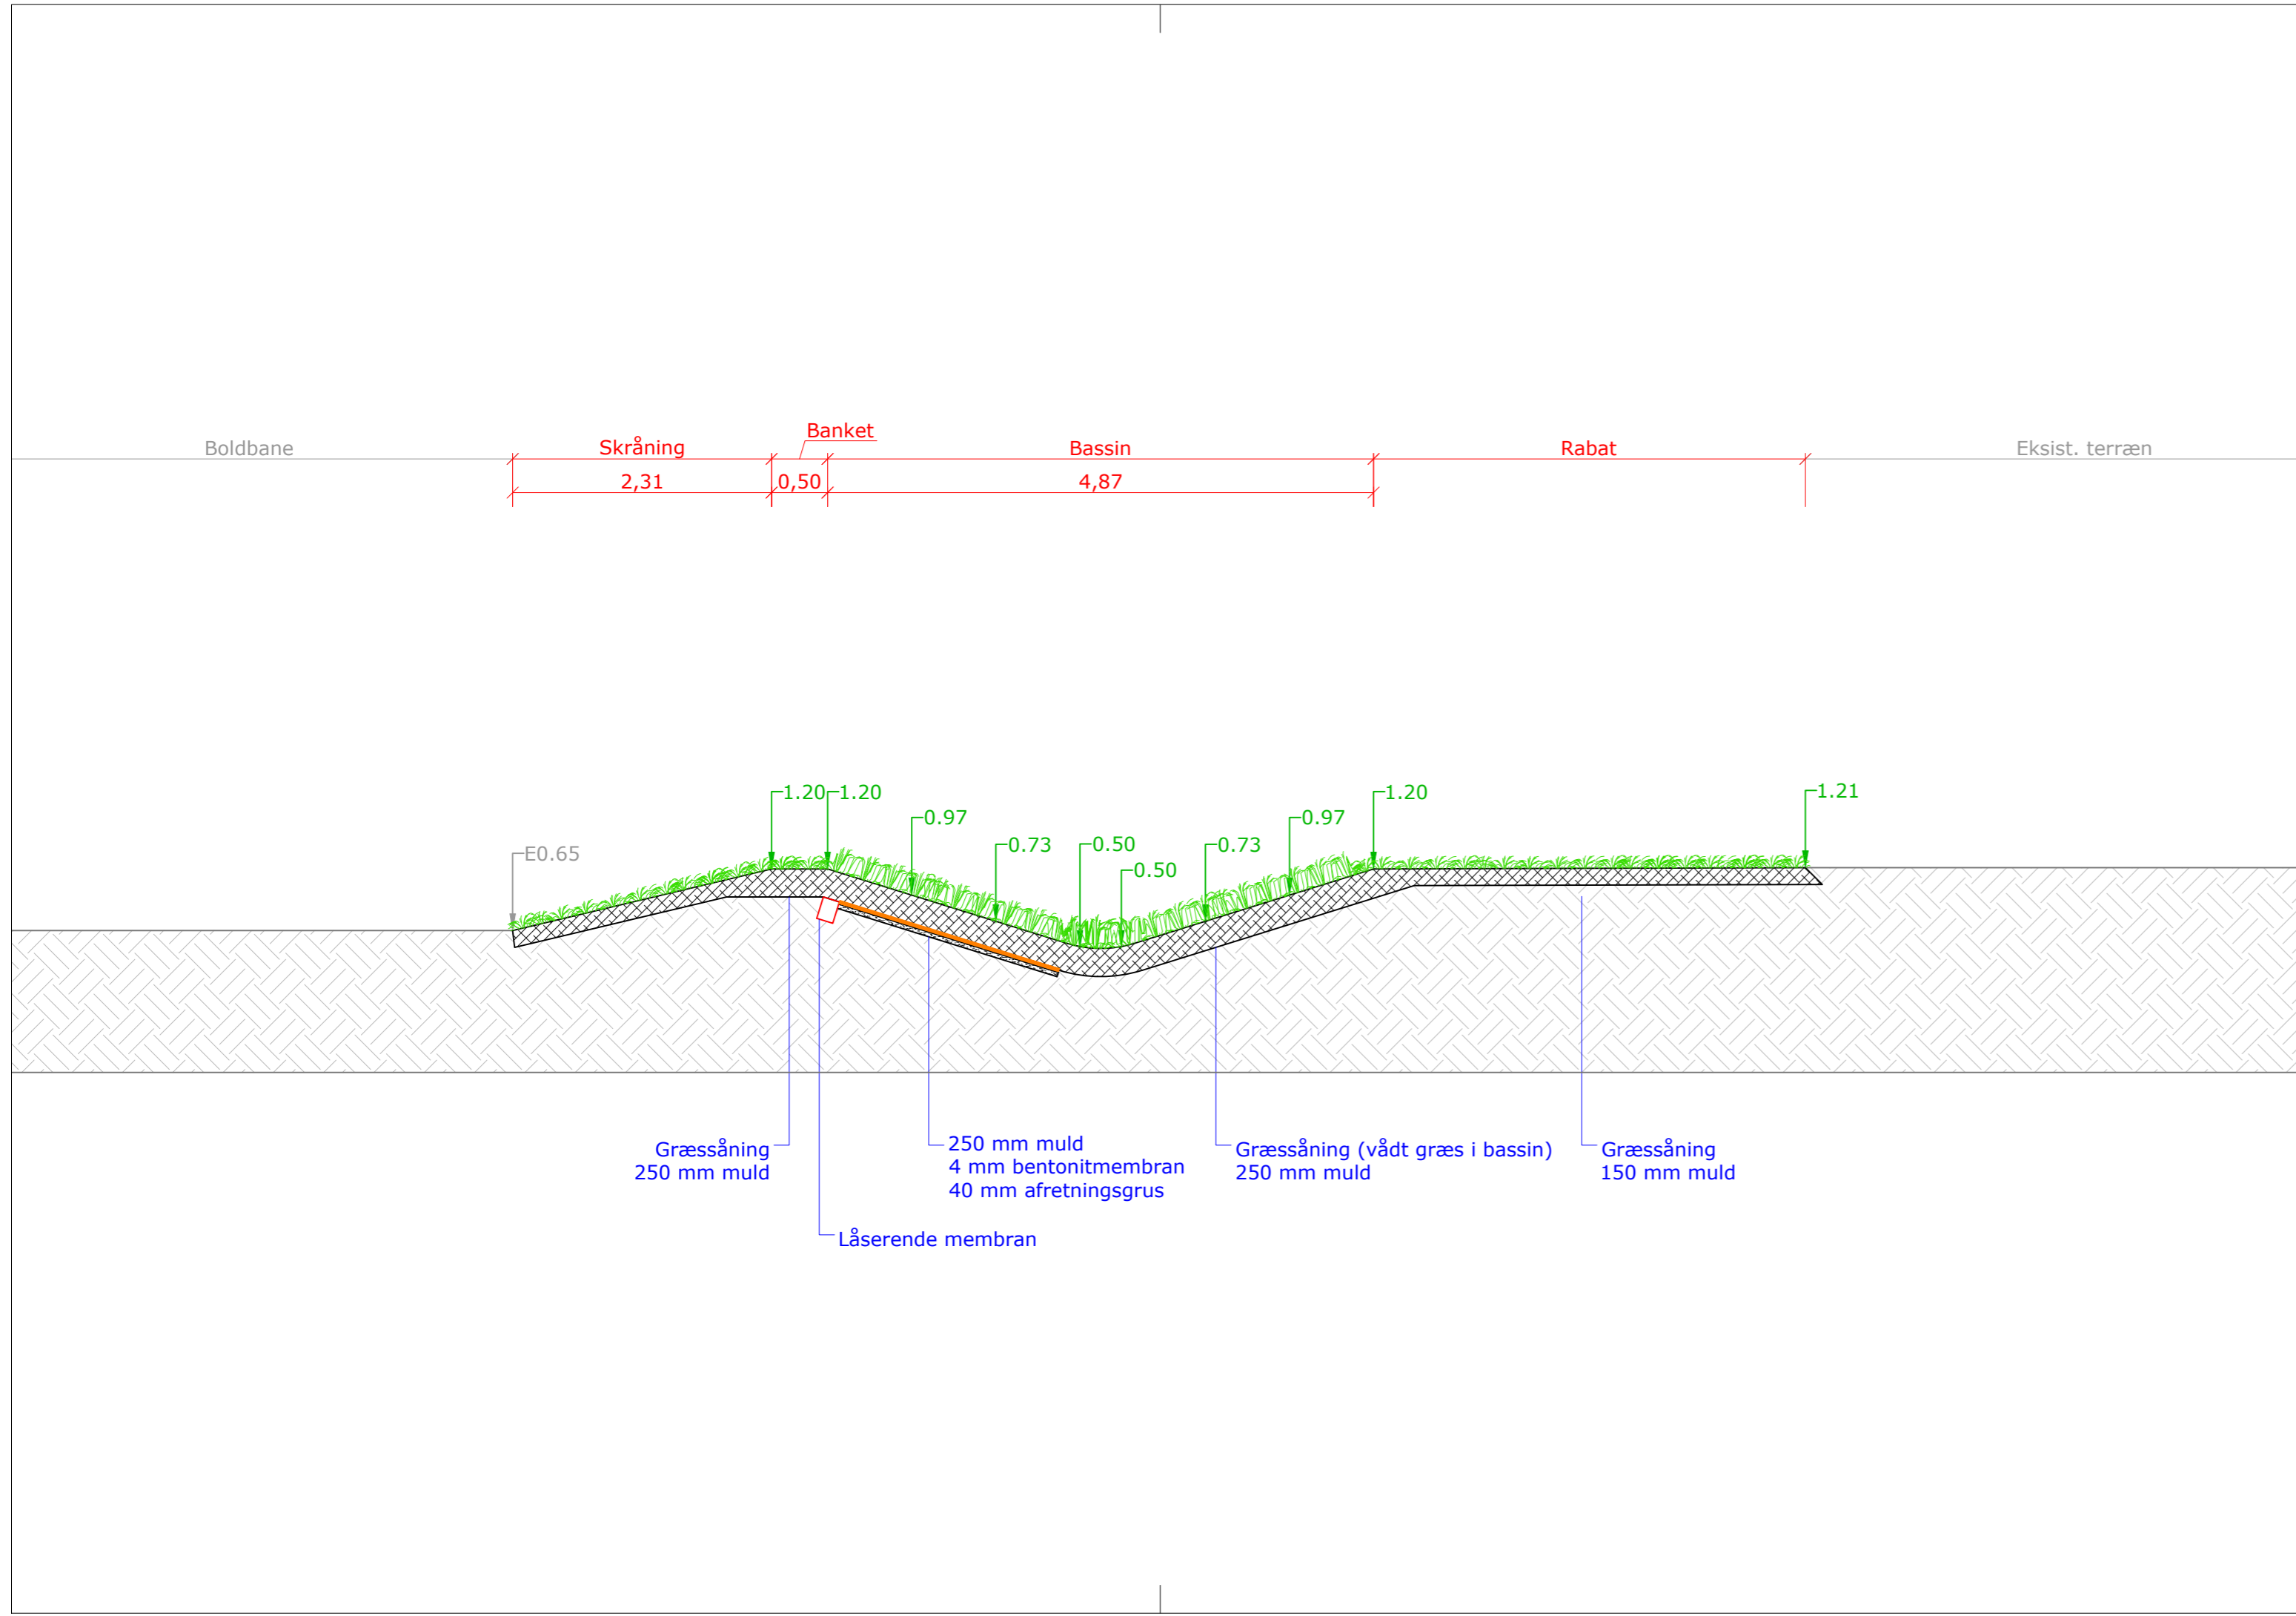 Boldbane
Skråning
Banket
Bassin
Rabat
Eksist. terræn
2,31
0,50
4,87
E0.65
1.20
1.20
0.97
0.73
0.50
0.50
0.73
0.97
1.20
1.21
Græssåning
250 mm muld
Låserende membran
250 mm muld
4 mm bentonitmembran
40 mm afretningsgrus
Græssåning (vådt græs i bassin)
250 mm muld
Græssåning
150 mm muld